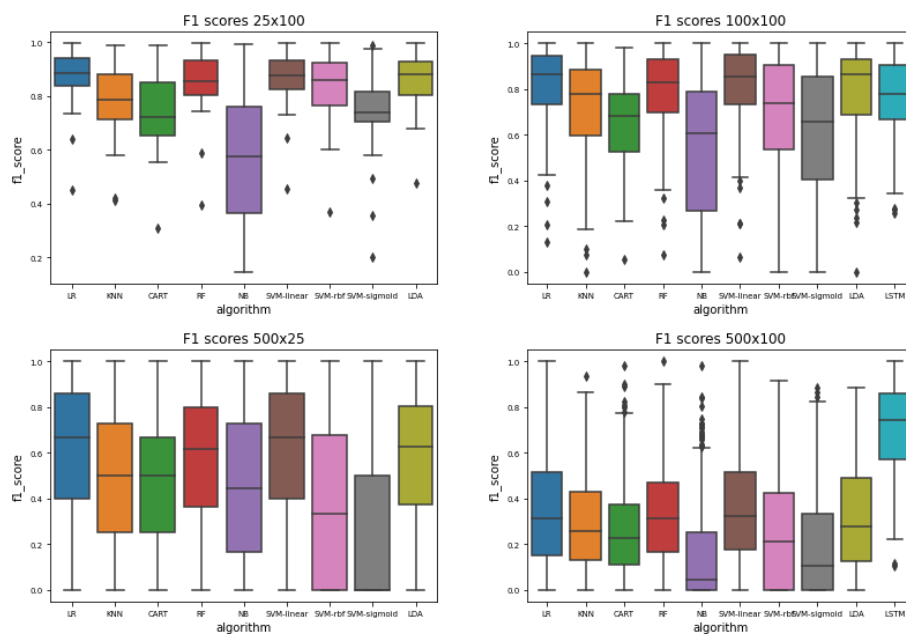 F1 scores 25x100
1.0
0.8
0.6
0.4
0.2
f1_score
LR KNN CART RF NB SVM-linear SVM-rbf SVM-sigmoid LDA
algorithm
F1 scores 100x100
1.0
0.8
0.6
0.4
0.2
0.0
f1_score
LR KNN CART RF NB SVM-linear SVM-rbf SVM-sigmoid LDA LSTM
algorithm
F1 scores 500x25
1.0
0.8
0.6
0.4
0.2
0.0
f1_score
LR KNN CART RF NB SVM-linear SVM-rbf SVM-sigmoid LDA
algorithm
F1 scores 500x100
1.0
0.8
0.6
0.4
0.2
0.0
f1_score
LR KNN CART RF NB SVM-linear SVM-rbf SVM-sigmoid LDA LSTM
algorithm